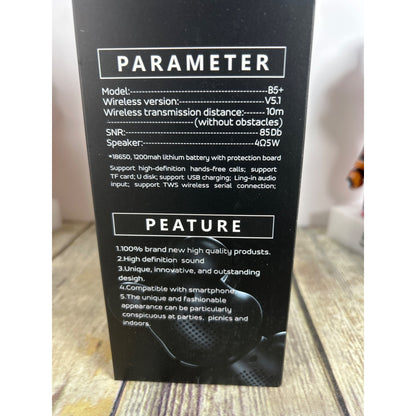 PARAMETER
Model:---------------------------------B5+
Wireless version:----------------------V5.1
Wireless transmission distance:-------10m
----------------------(without obstacles)
SNR:-----------------------------------85Db
Speaker:-------------------------------4Ω5W
*18650, 1200mah lithium battery with protection board
Support high-definition hands-free calls; support
TF card; U disk; support USB charging; Ling-in audio
input; support TWS wireless serial connection;
PEATURE
1.100% brand new high quality produsts.
2.High definition sound
3.Unique, innovative, and outstanding
desigh.
4.Compatible with smartphone
5.The unique and fashionable
appearance can be particularly
conspicuous at parties, picnics and
indoors.